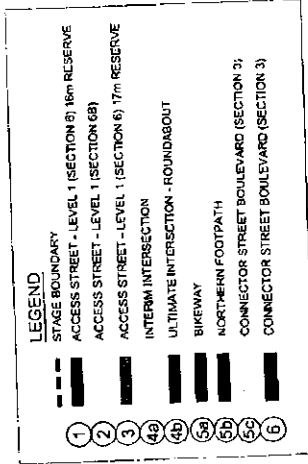 LEGEND
STAGE BOUNDARY
1 ACCESS STREET - LEVEL 1 (SECTION 6) 16m RESERVE
2 ACCESS STREET - LEVEL 1 (SECTION 6B)
3 ACCESS STREET - LEVEL 1 (SECTION 6) 17m RESERVE
4a INTERIM INTERSECTION
4b ULTIMATE INTERSECTION - ROUNDABOUT
5a BIKEWAY
5b NORTHERN FOOTPATH
5c CONNECTOR STREET BOULEVARD (SECTION 3)
6 CONNECTOR STREET BOULEVARD (SECTION 3)